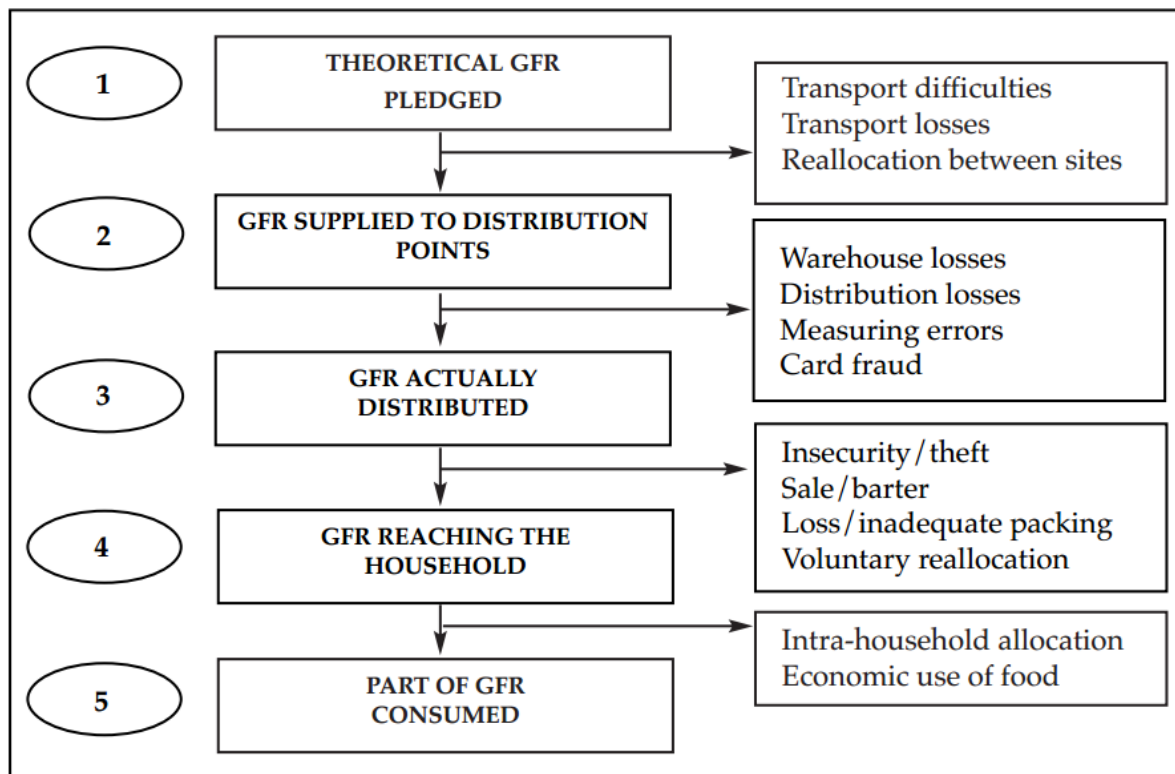 1
THEORETICAL GFR
PLEDGED
Transport difficulties
Transport losses
Reallocation between sites
2
GFR SUPPLIED TO DISTRIBUTION
POINTS
Warehouse losses
Distribution losses
Measuring errors
Card fraud
3
GFR ACTUALLY
DISTRIBUTED
Insecurity/theft
Sale/barter
Loss/inadequate packing
Voluntary reallocation
4
GFR REACHING THE
HOUSEHOLD
Intra-household allocation
Economic use of food
5
PART OF GFR
CONSUMED